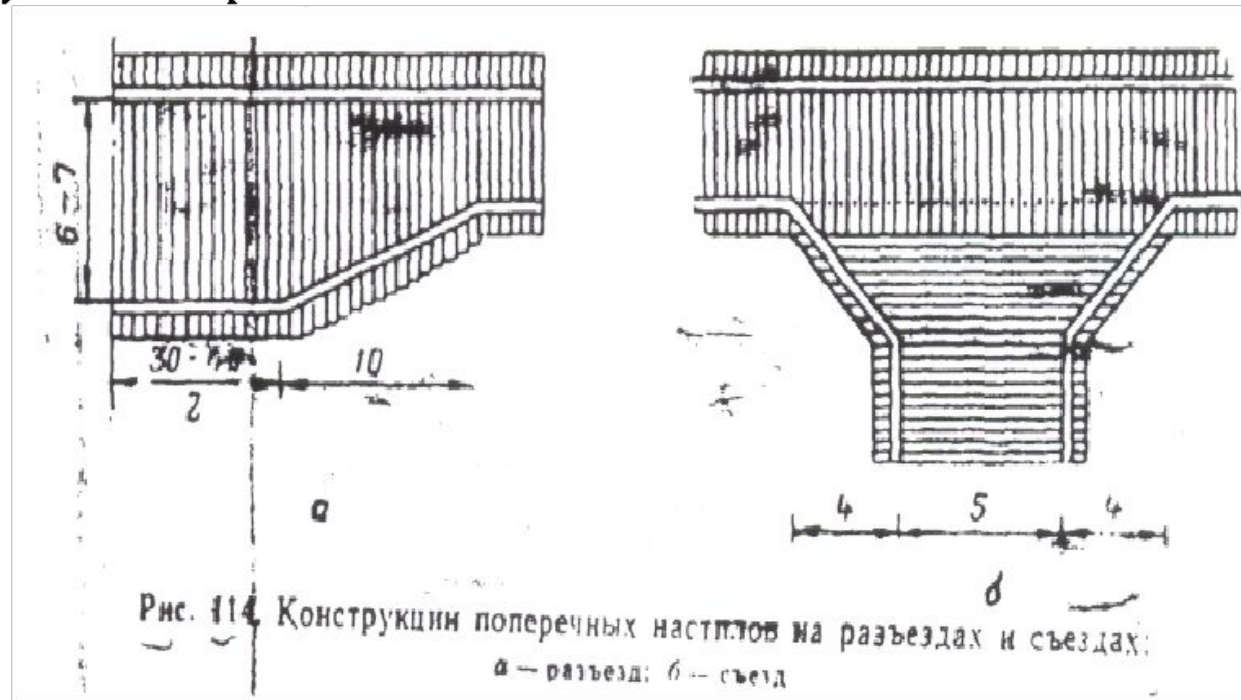 6-7
30
10
2
а
4
5
4
б
Рис. 114. Конструкции поперечных настилов на разъездах и съездах:
а — разъезд; б — съезд